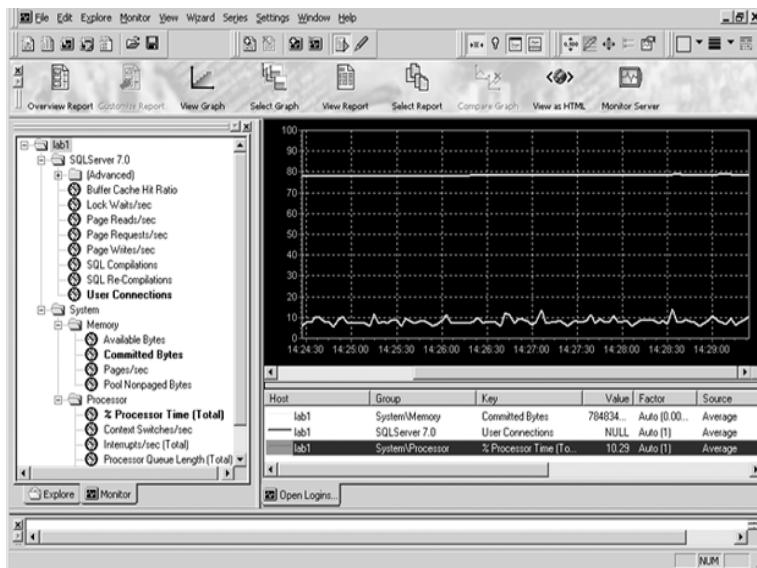 File Edit Explore Monitor View Wizard Series Settings Window Help
Overview Report Customize Report View Graph Select Graph View Report Select Report Compare Graph View as HTML Monitor Server
lab1
SQLServer 7.0
(Advanced)
Buffer Cache Hit Ratio
Lock Waits/sec
Page Reads/sec
Page Requests/sec
Page Writes/sec
SQL Compilations
SQL Re-Compilations
User Connections
System
Memory
Available Bytes
Committed Bytes
Pages/sec
Pool Nonpaged Bytes
Processor
% Processor Time (Total)
Context Switches/sec
Interrupts/sec (Total)
Processor Queue Length (Total)
Explore Monitor
100
90
80
70
60
50
40
30
20
10
0
14:24:30 14:25:00 14:25:30 14:26:00 14:26:30 14:27:00 14:27:30 14:28:00 14:28:30 14:29:00
Host Group Key Value Factor Source
lab1 System\Memory Committed Bytes 784834... Auto (0.00... Average
lab1 SQLServer 7.0 User Connections NULL Auto (1) Average
lab1 System\Processor % Processor Time (To... 10.29 Auto (1) Average
Open Logins...
NUM